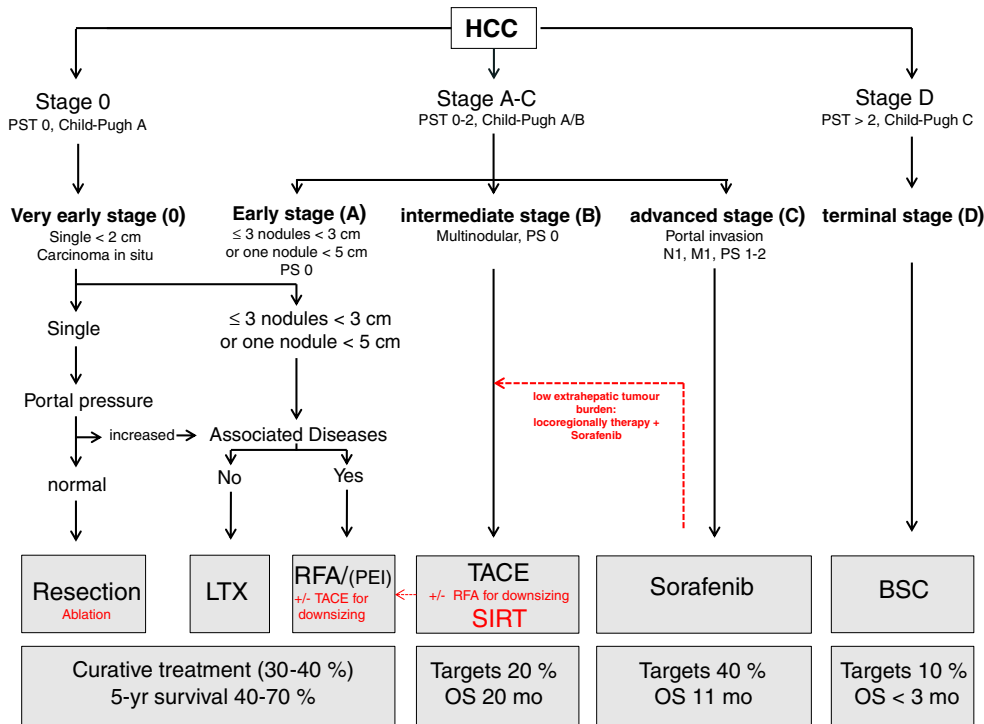 HCC
Stage 0
PST 0, Child-Pugh A
Stage A-C
PST 0-2, Child-Pugh A/B
Stage D
PST > 2, Child-Pugh C
Very early stage (0)
Single < 2 cm
Carcinoma in situ
Early stage (A)
≤ 3 nodules < 3 cm
or one nodule < 5 cm
PS 0
intermediate stage (B)
Multinodular, PS 0
advanced stage (C)
Portal invasion
N1, M1, PS 1-2
terminal stage (D)
Single
≤ 3 nodules < 3 cm
or one nodule < 5 cm
Portal pressure
low extrahepatic tumour
burden:
locoregionally therapy +
Sorafenib
increased
Associated Diseases
normal
No
Yes
Resection
Ablation
LTX
RFA/(PEI)
+/- TACE for
downsizing
TACE
+/- RFA for downsizing
SIRT
Sorafenib
BSC
Curative treatment (30-40 %)
5-yr survival 40-70 %
Targets 20 %
OS 20 mo
Targets 40 %
OS 11 mo
Targets 10 %
OS < 3 mo